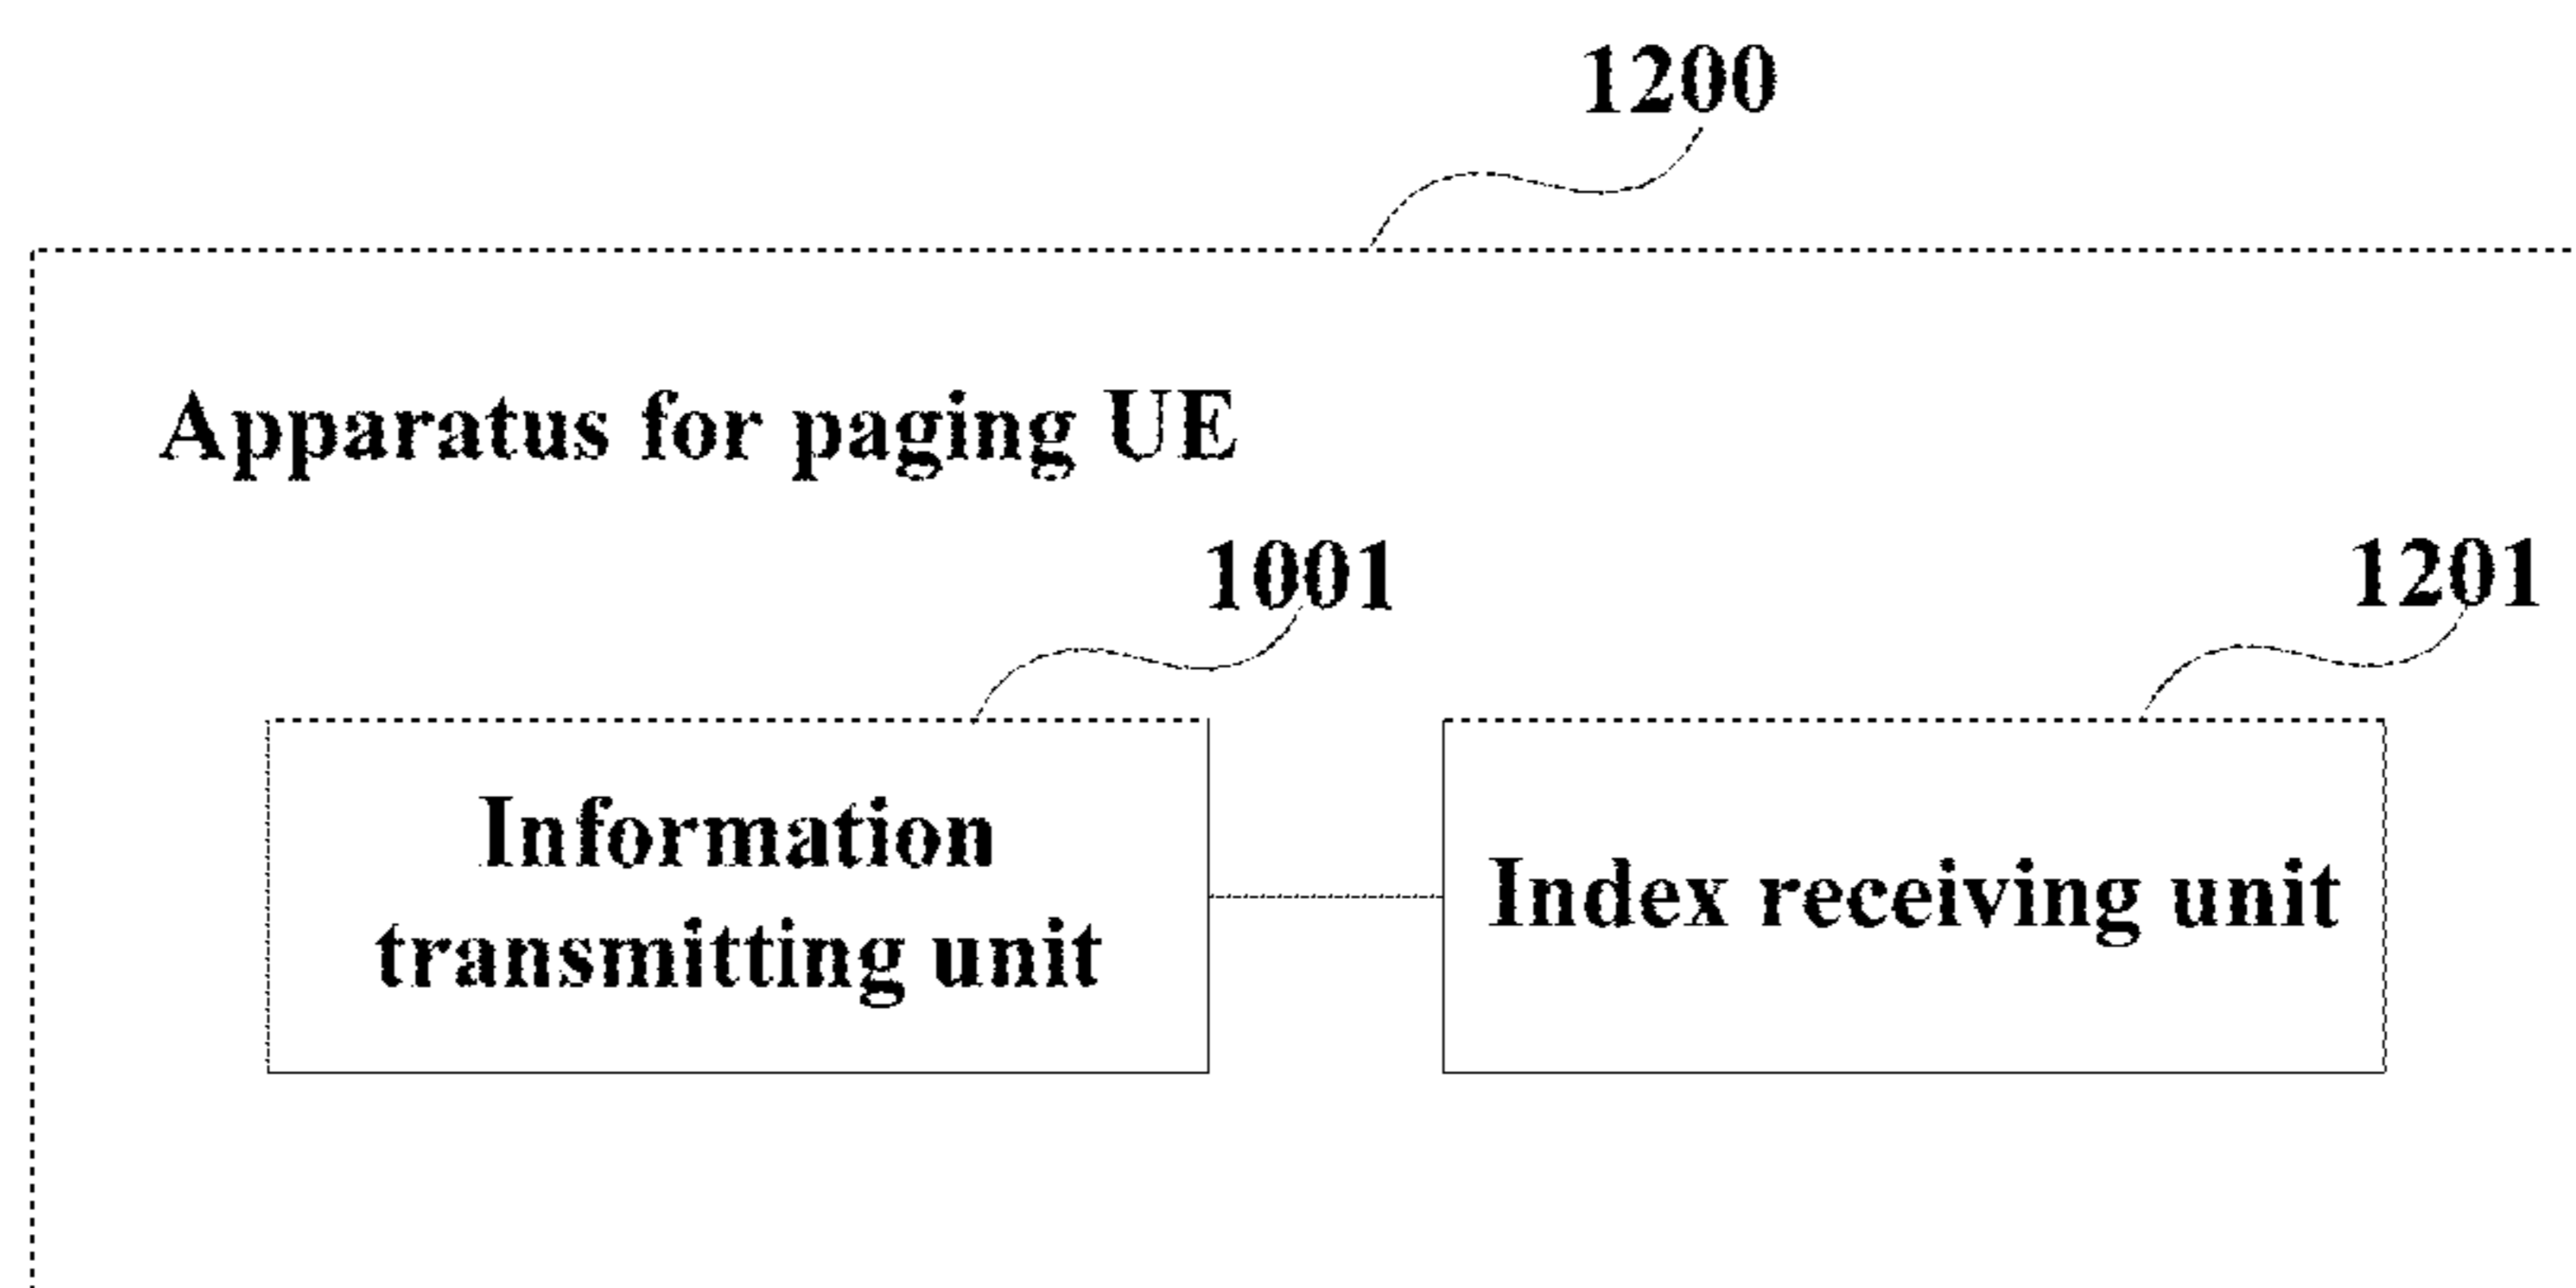 1200
Apparatus for paging UE
1001
1201
Information
transmitting unit
Index receiving unit